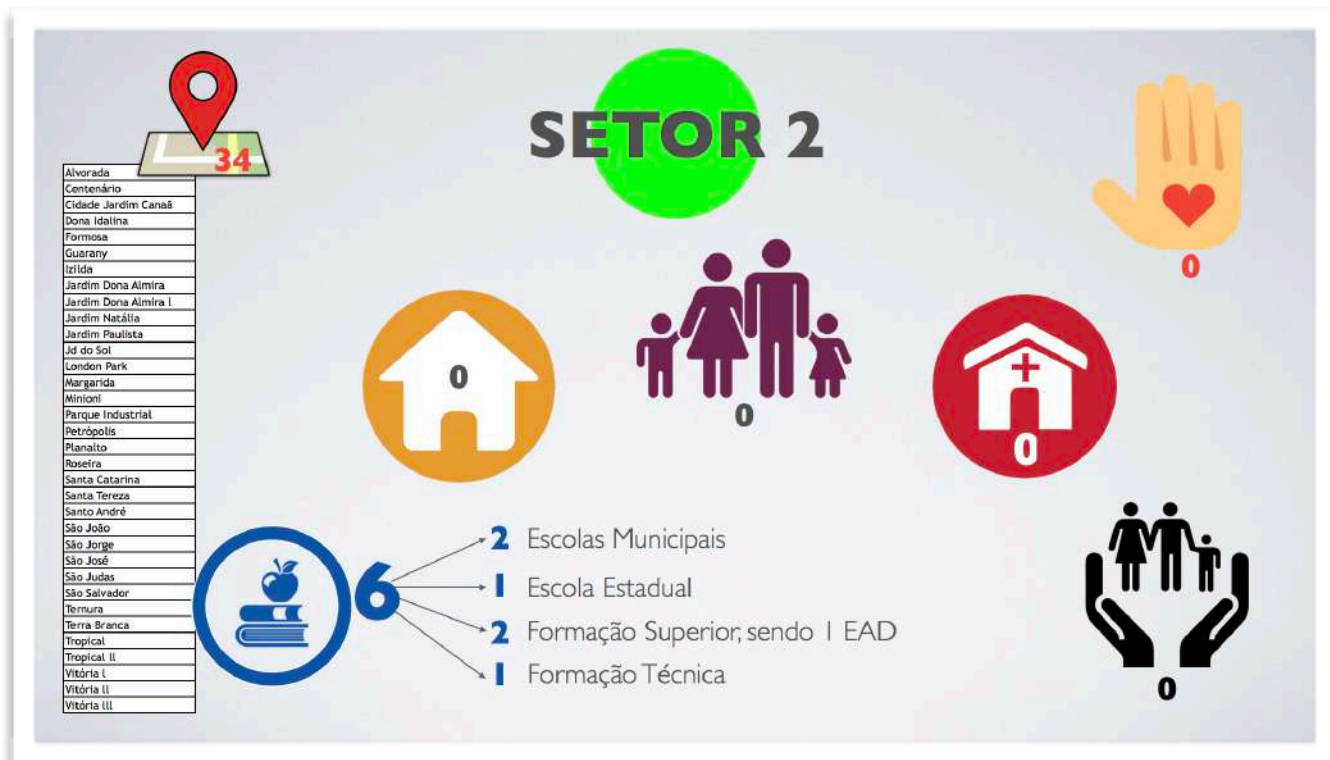 SETOR 2
34
Alvorada
Centenário
Cidade Jardim Canaã
Dona Idalina
Formosa
Guarany
Izilda
Jardim Dona Almira
Jardim Dona Almira I
Jardim Natália
Jardim Paulista
Jd do Sol
London Park
Margarida
Minioni
Parque Industrial
Petrópolis
Planalto
Roseira
Santa Catarina
Santa Tereza
Santo André
São João
São Jorge
São José
São Judas
São Salvador
Ternura
Terra Branca
Tropical
Tropical II
Vitória I
Vitória II
Vitória III
0
0
0
0
6
2 Escolas Municipais
1 Escola Estadual
2 Formação Superior, sendo 1 EAD
1 Formação Técnica
0